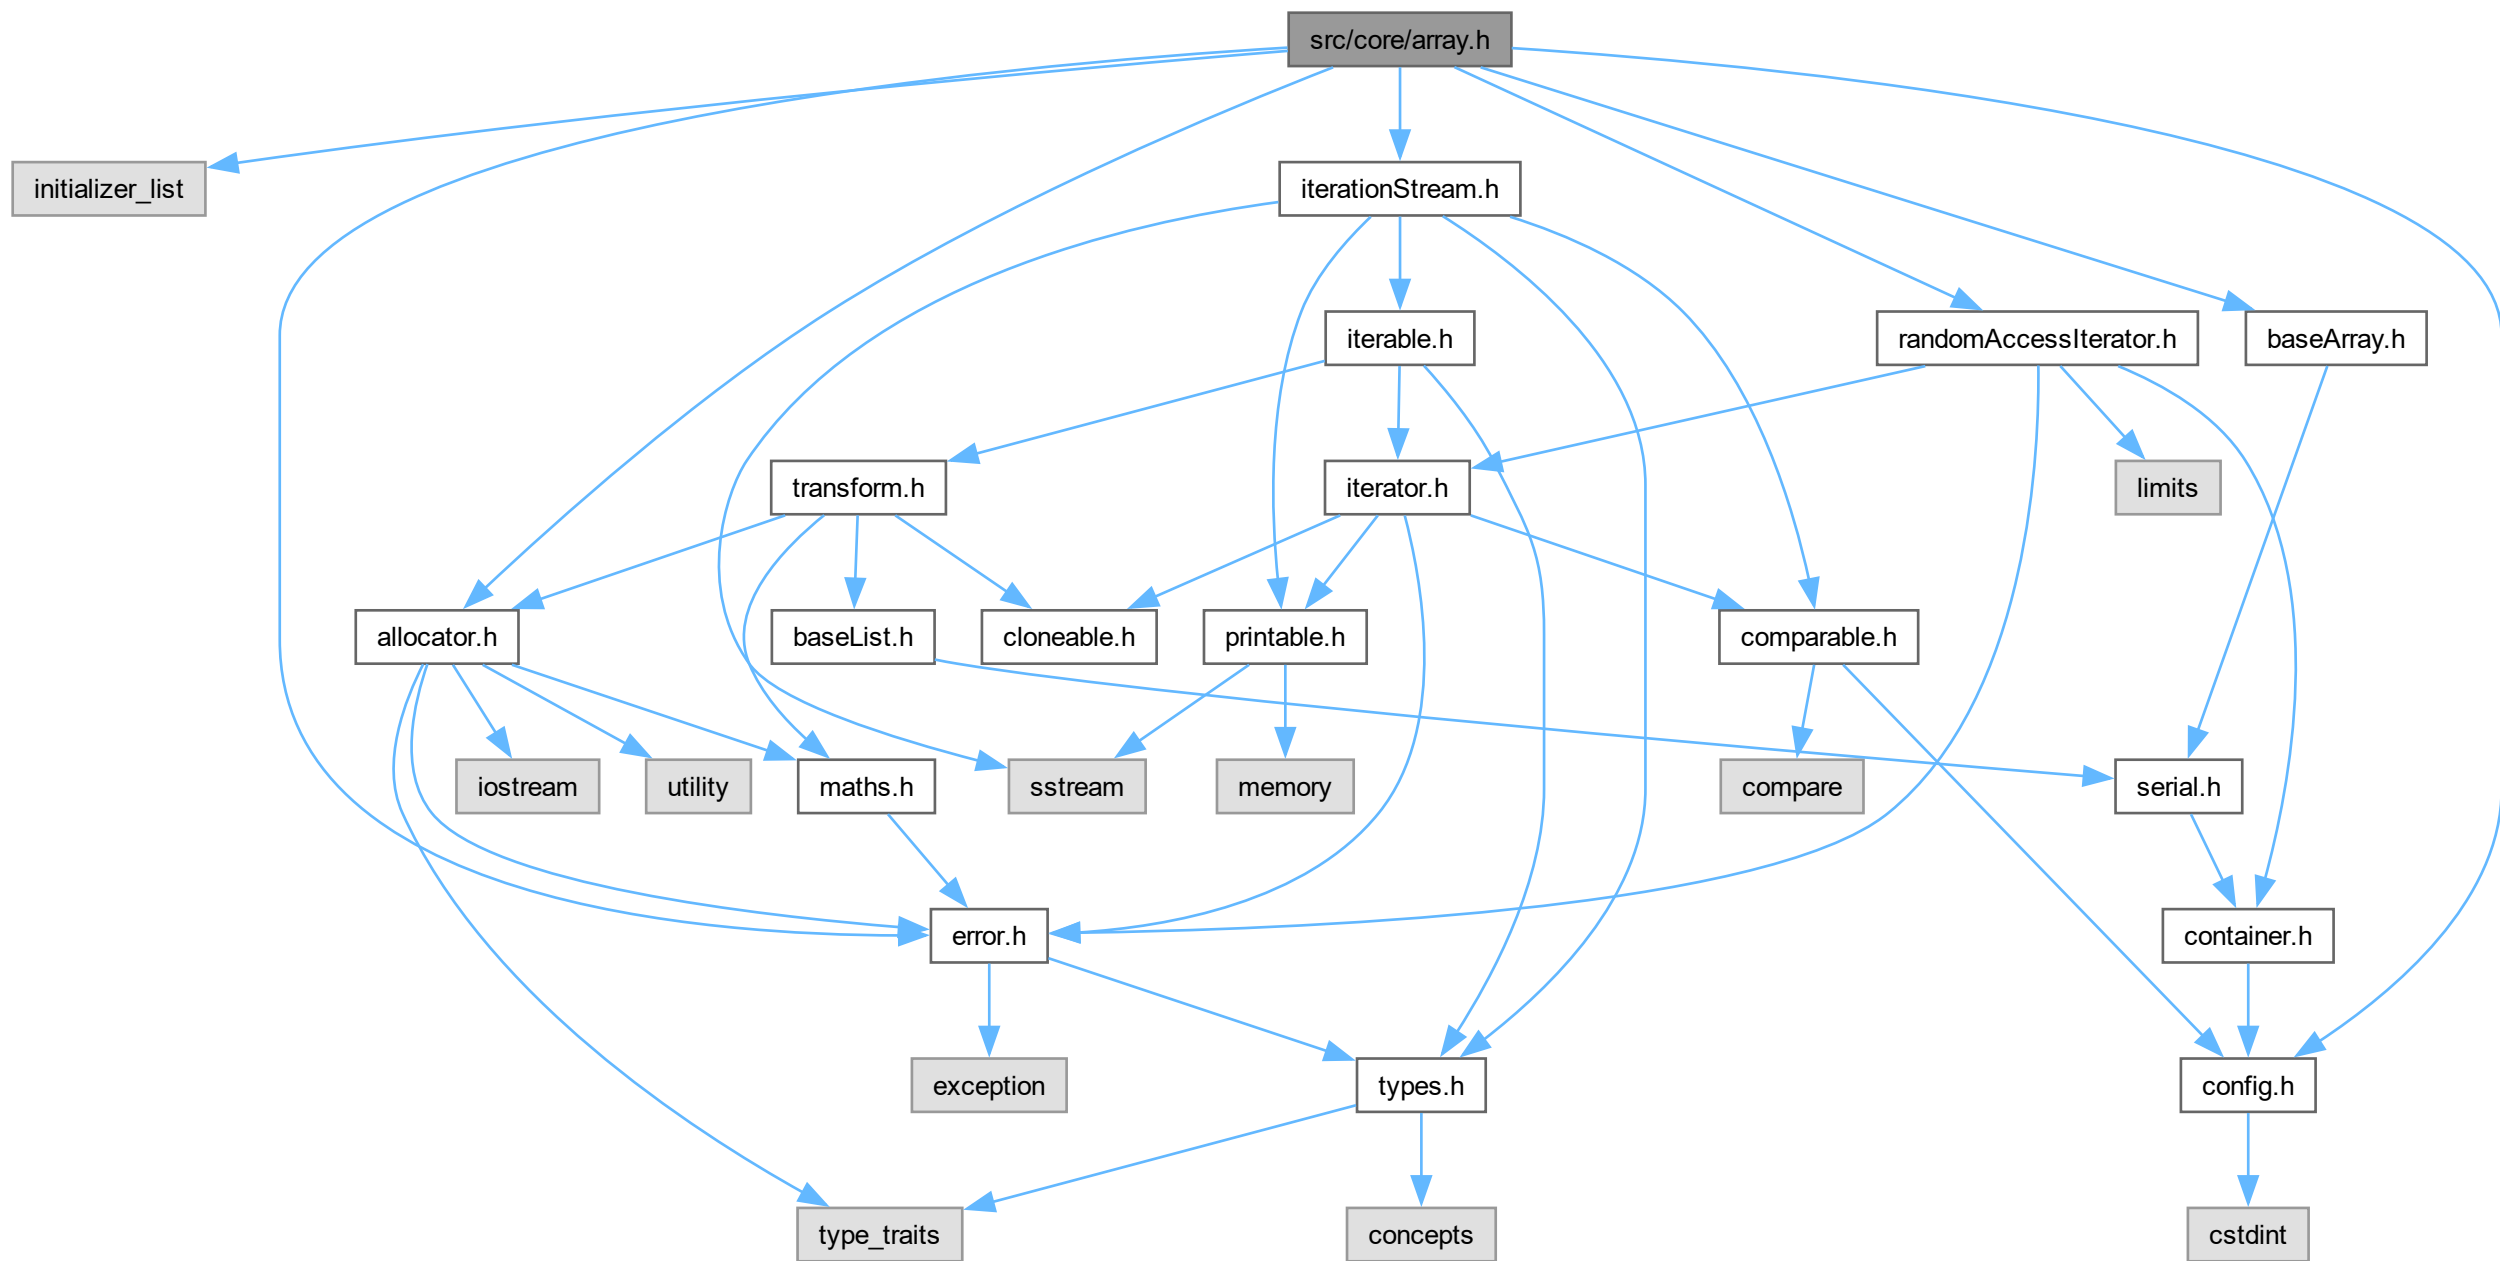 src/core/array.h
initializer_list
iterationStream.h
iterable.h
randomAccessIterator.h
baseArray.h
transform.h
iterator.h
limits
allocator.h
baseList.h
cloneable.h
printable.h
comparable.h
iostream
utility
maths.h
sstream
memory
compare
serial.h
error.h
container.h
exception
types.h
config.h
type_traits
concepts
cstdint